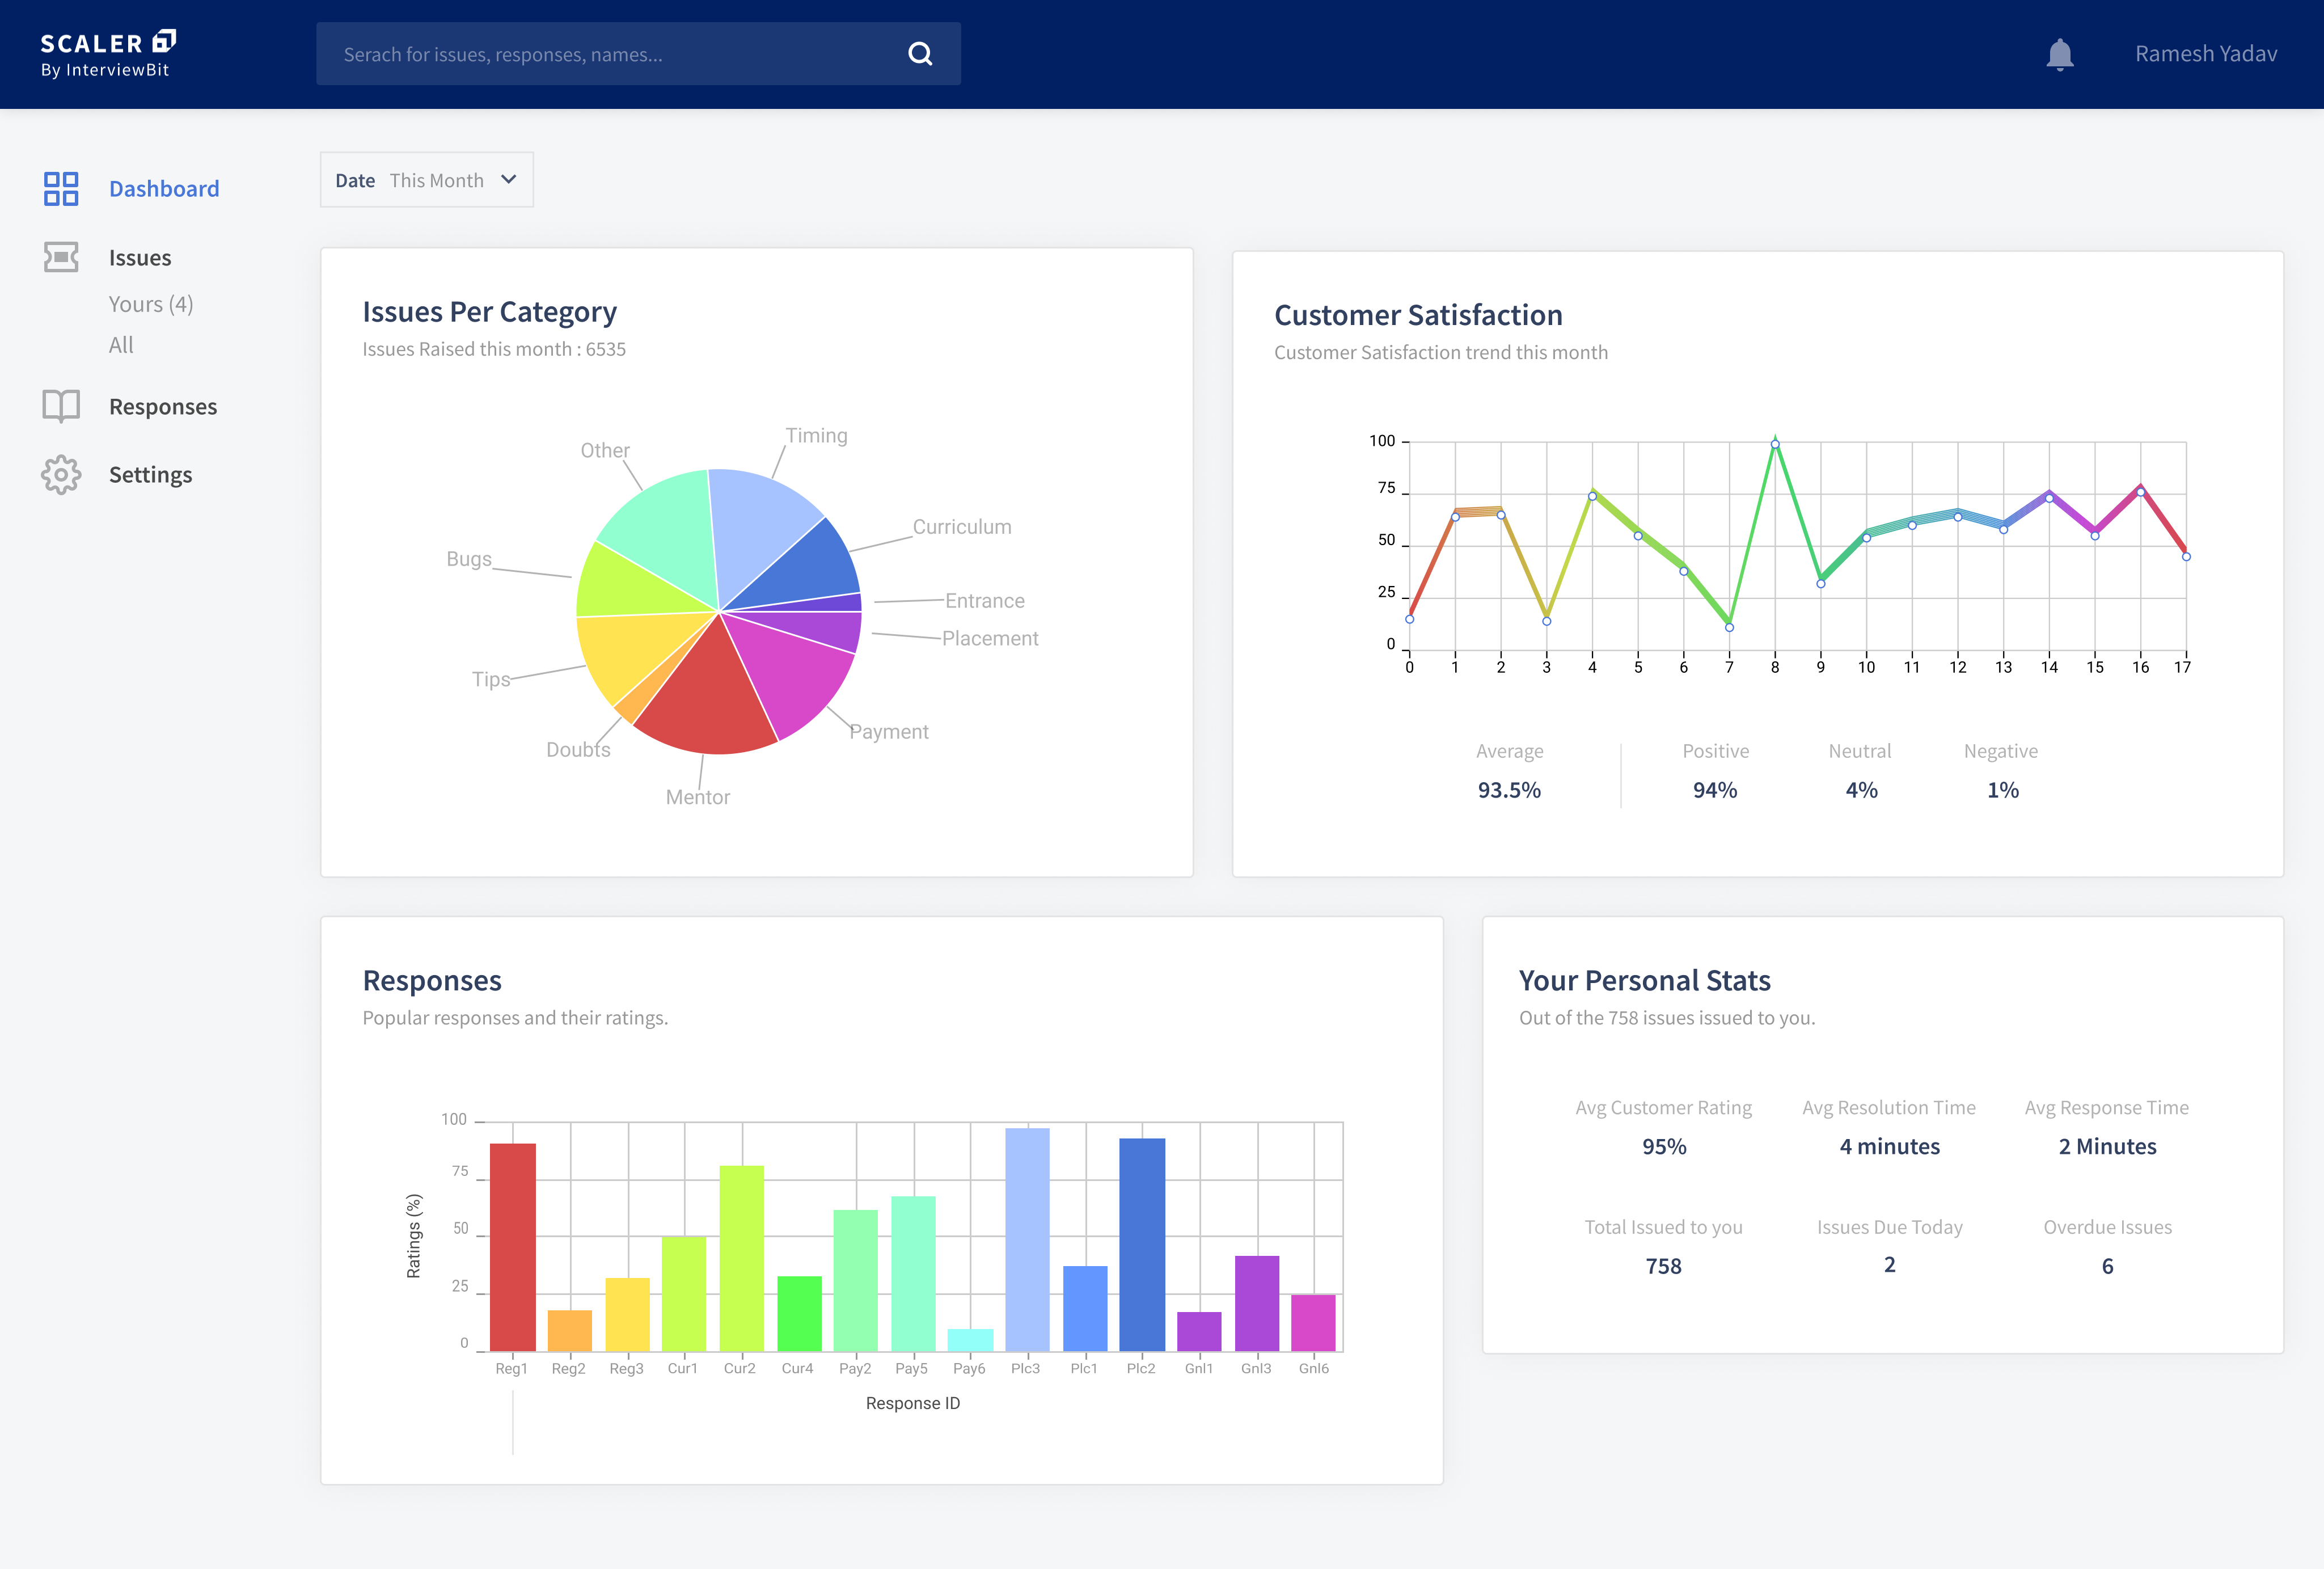 SCALER
By InterviewBit
Serach for issues, responses, names...
Ramesh Yadav
Dashboard
Issues
Yours (4)
All
Responses
Settings
Date This Month
Issues Per Category
Issues Raised this month : 6535
Timing
Other
Curriculum
Bugs
Entrance
Placement
Tips
Payment
Doubts
Mentor
Customer Satisfaction
Customer Satisfaction trend this month
100
75
50
25
0
0 1 2 3 4 5 6 7 8 9 10 11 12 13 14 15 16 17
Average Positive Neutral Negative
93.5% 94% 4% 1%
Responses
Popular responses and their ratings.
Ratings (%)
100
75
50
25
0
Reg1 Reg2 Reg3 Cur1 Cur2 Cur4 Pay2 Pay5 Pay6 Plc3 Plc1 Plc2 Gnl1 Gnl3 Gnl6
Response ID
Your Personal Stats
Out of the 758 issues issued to you.
Avg Customer Rating Avg Resolution Time Avg Response Time
95% 4 minutes 2 Minutes
Total Issued to you Issues Due Today Overdue Issues
758 2 6